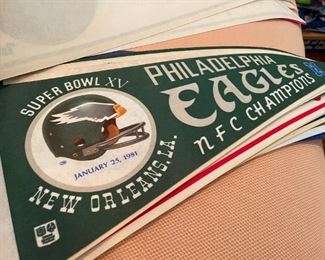 SUPER BOWL XV
JANUARY 25, 1981
NEW ORLEANS, LA.
PHILADELPHIA
EAGLES
NFC CHAMPIONS